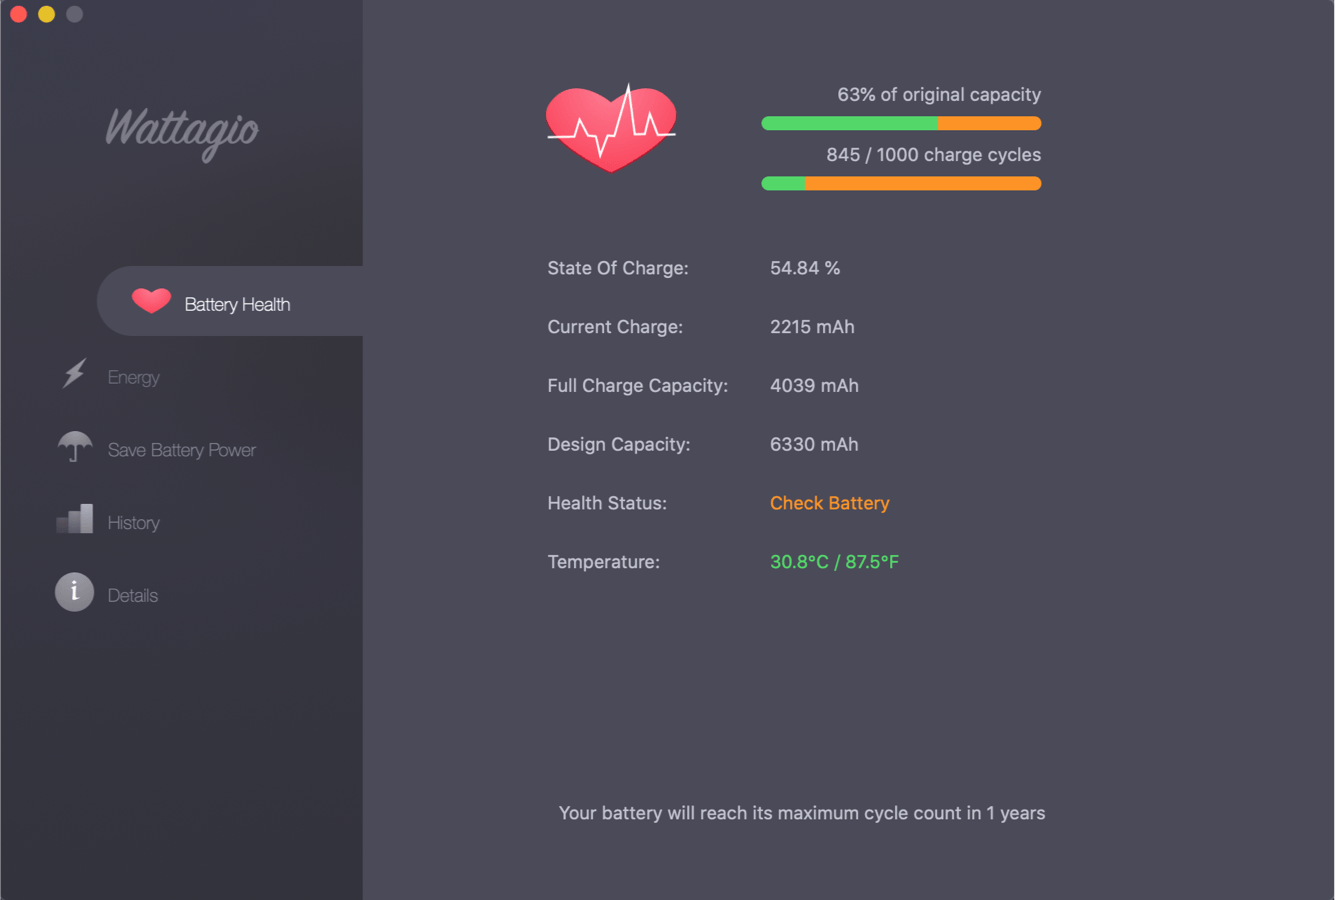 Wattagio
63% of original capacity
845 / 1000 charge cycles
Battery Health
Energy
Save Battery Power
History
i Details
State Of Charge: 54.84 %
Current Charge: 2215 mAh
Full Charge Capacity: 4039 mAh
Design Capacity: 6330 mAh
Health Status: Check Battery
Temperature: 30.8°C / 87.5°F
Your battery will reach its maximum cycle count in 1 years